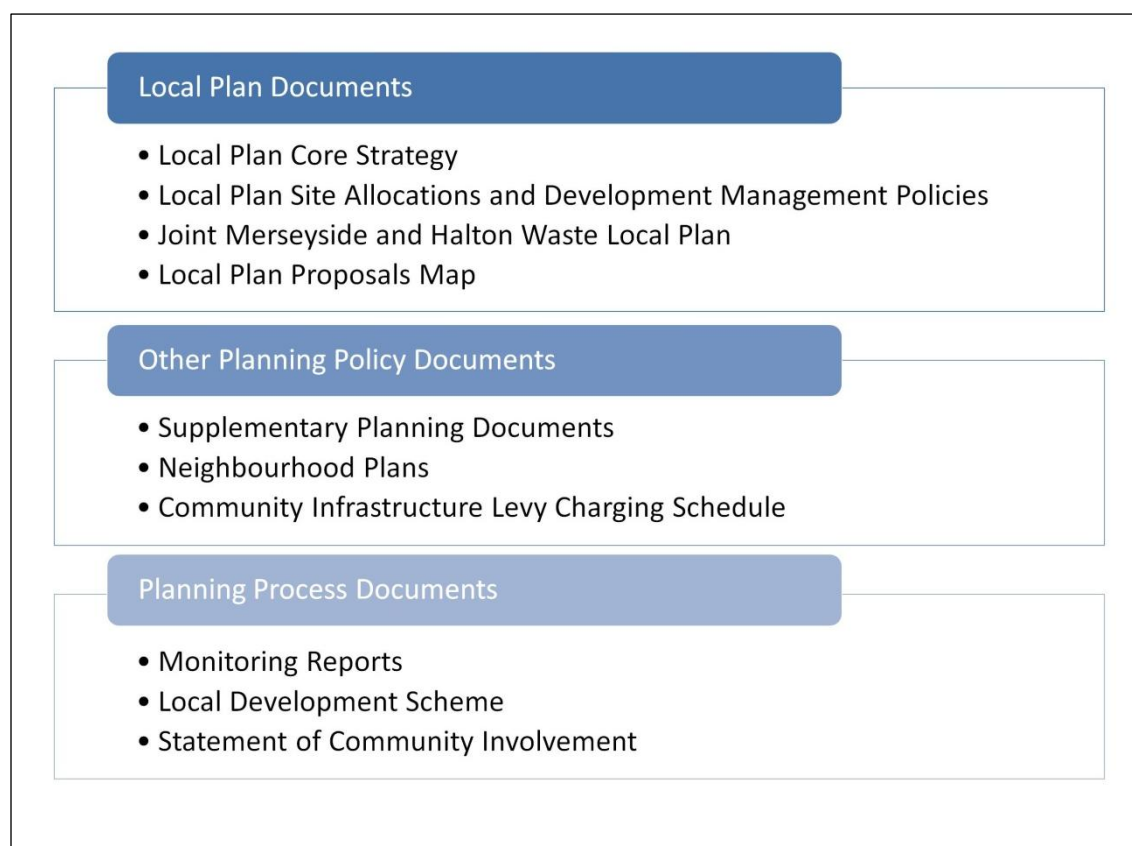 Local Plan Documents
• Local Plan Core Strategy
• Local Plan Site Allocations and Development Management Policies
• Joint Merseyside and Halton Waste Local Plan
• Local Plan Proposals Map
Other Planning Policy Documents
• Supplementary Planning Documents
• Neighbourhood Plans
• Community Infrastructure Levy Charging Schedule
Planning Process Documents
• Monitoring Reports
• Local Development Scheme
• Statement of Community Involvement